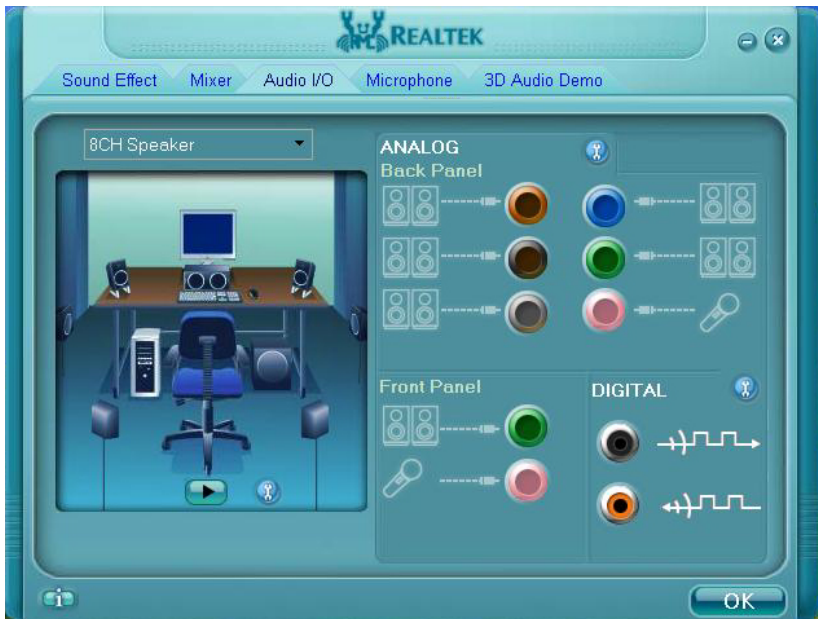 REALTEK
Sound Effect Mixer Audio I/O Microphone 3D Audio Demo
8CH Speaker
ANALOG
Back Panel
Front Panel
DIGITAL
i
OK